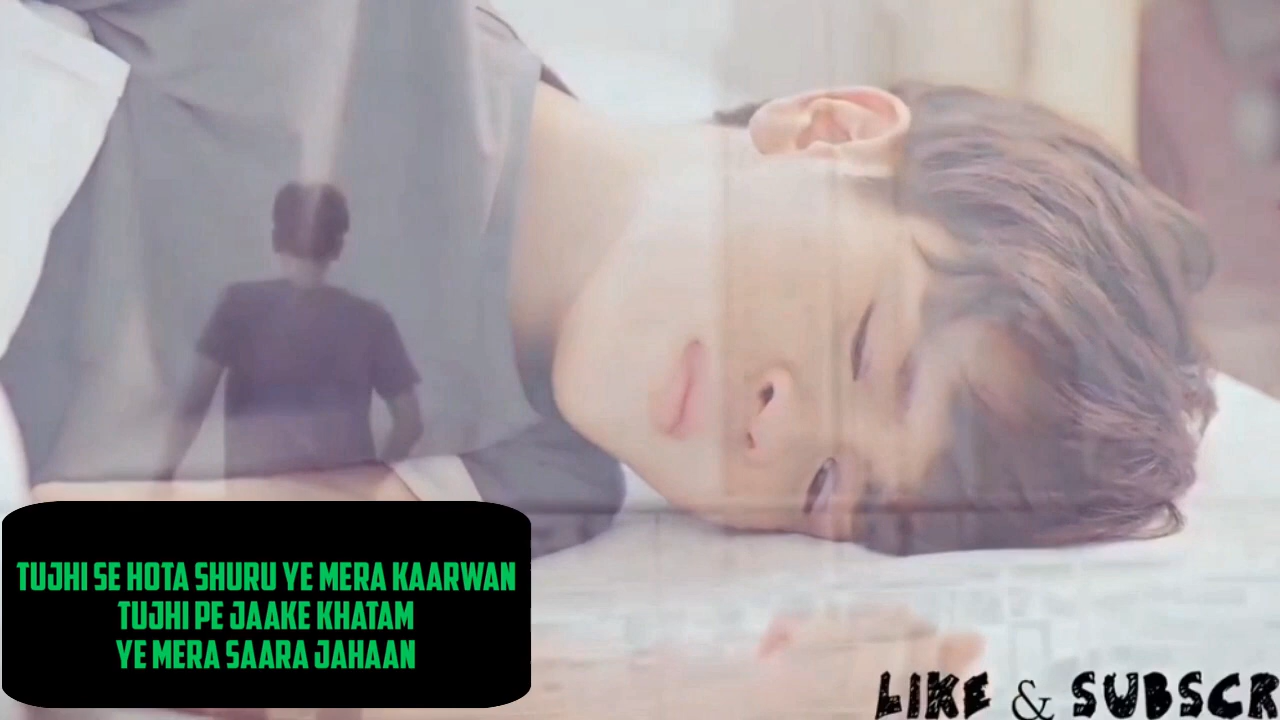 TUJHI SE HOTA SHURU YE MERA KAARWAN
TUJHI PE JAAKE KHATAM
YE MERA SAARA JAHAAN
LIKE & SUBSCR